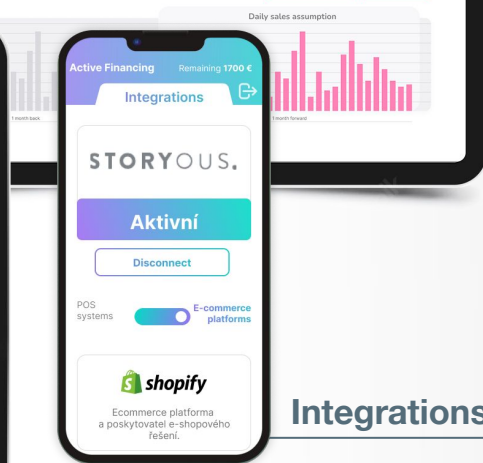 Daily sales assumption
1 month back
1 month forward
Active Financing
Remaining 1700 €
Integrations
STORYOUS.
Aktivní
Disconnect
POS
systems
E-commerce
platforms
shopify
Ecommerce platforma
a poskytovatel e-shopového
řešení.
Integrations